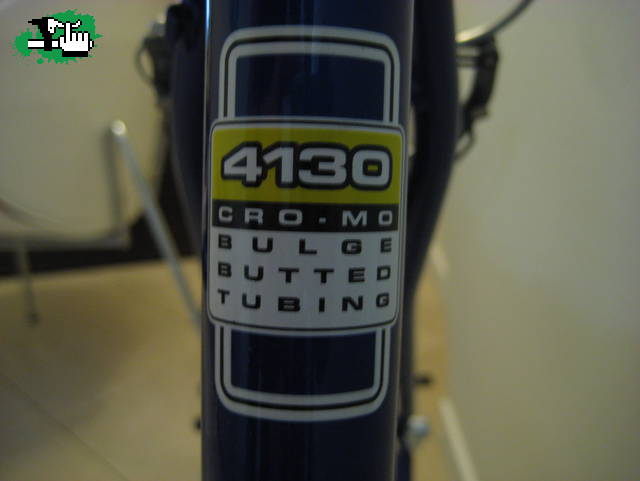 4130
CRO-MO
BULGE
BUTTED
TUBING